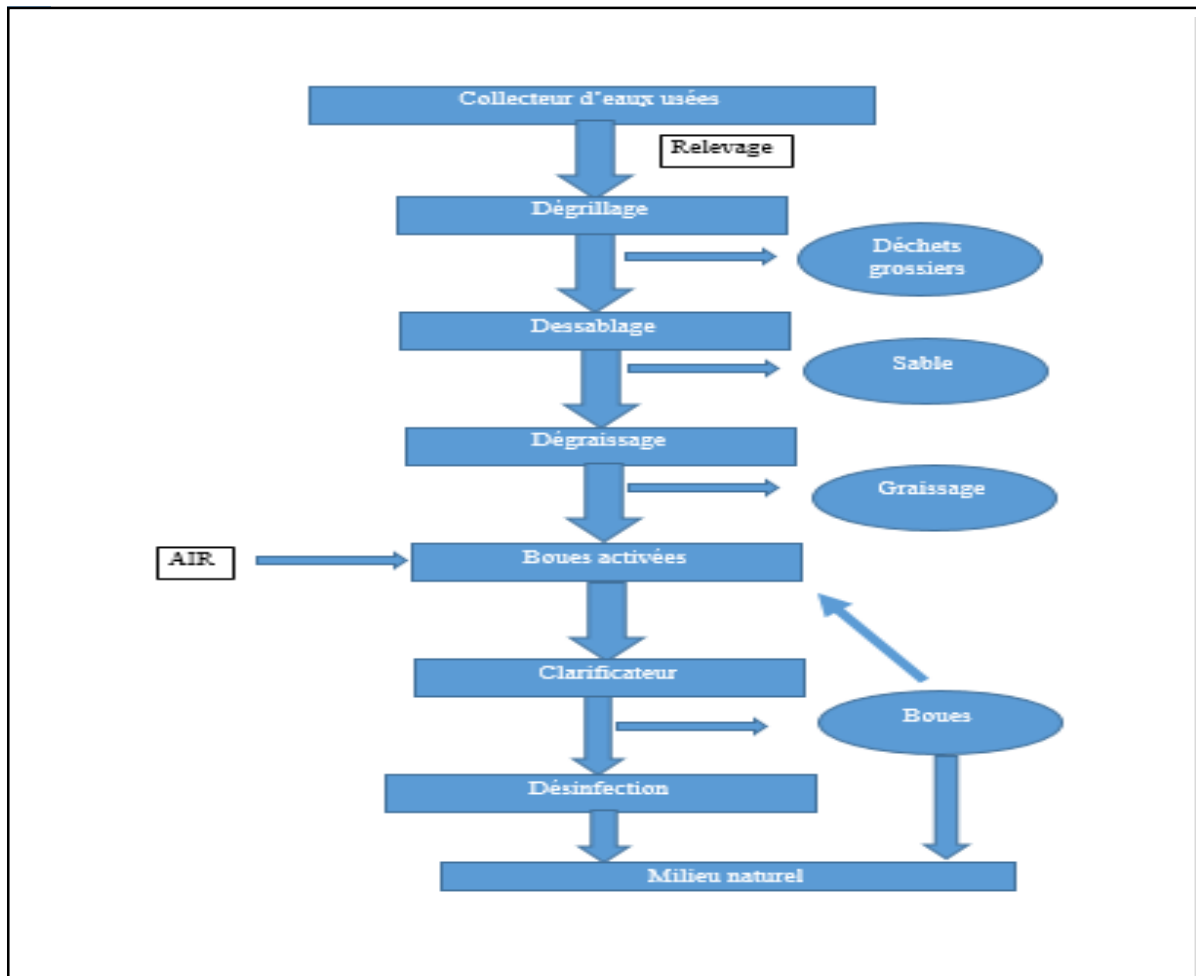 Collecteur d'eaux usées
Relevage
Dégrillage
Déchets
grossiers
Dessablage
Sable
Dégraissage
Graissage
AIR
Boues activées
Clarificateur
Boues
Désinfection
Milieu naturel